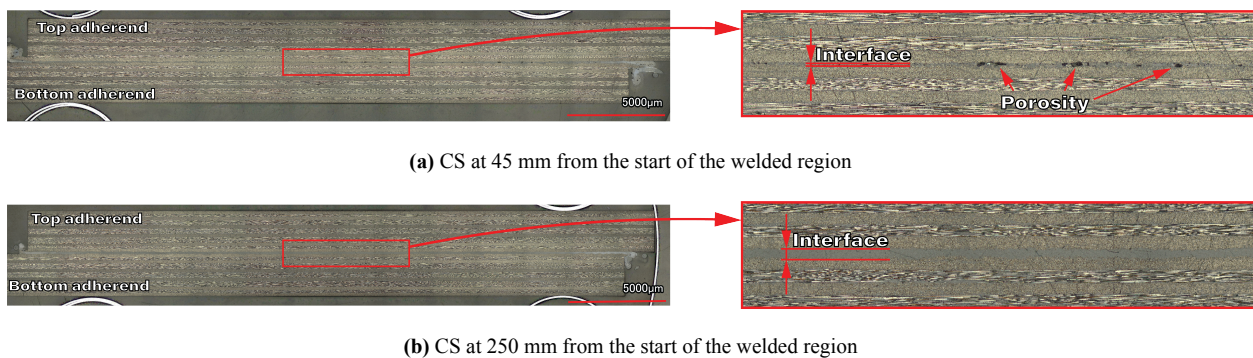 Top adherend
Bottom adherend
5000µm
Interface
Porosity
(a) CS at 45 mm from the start of the welded region
Top adherend
Bottom adherend
5000µm
Interface
(b) CS at 250 mm from the start of the welded region